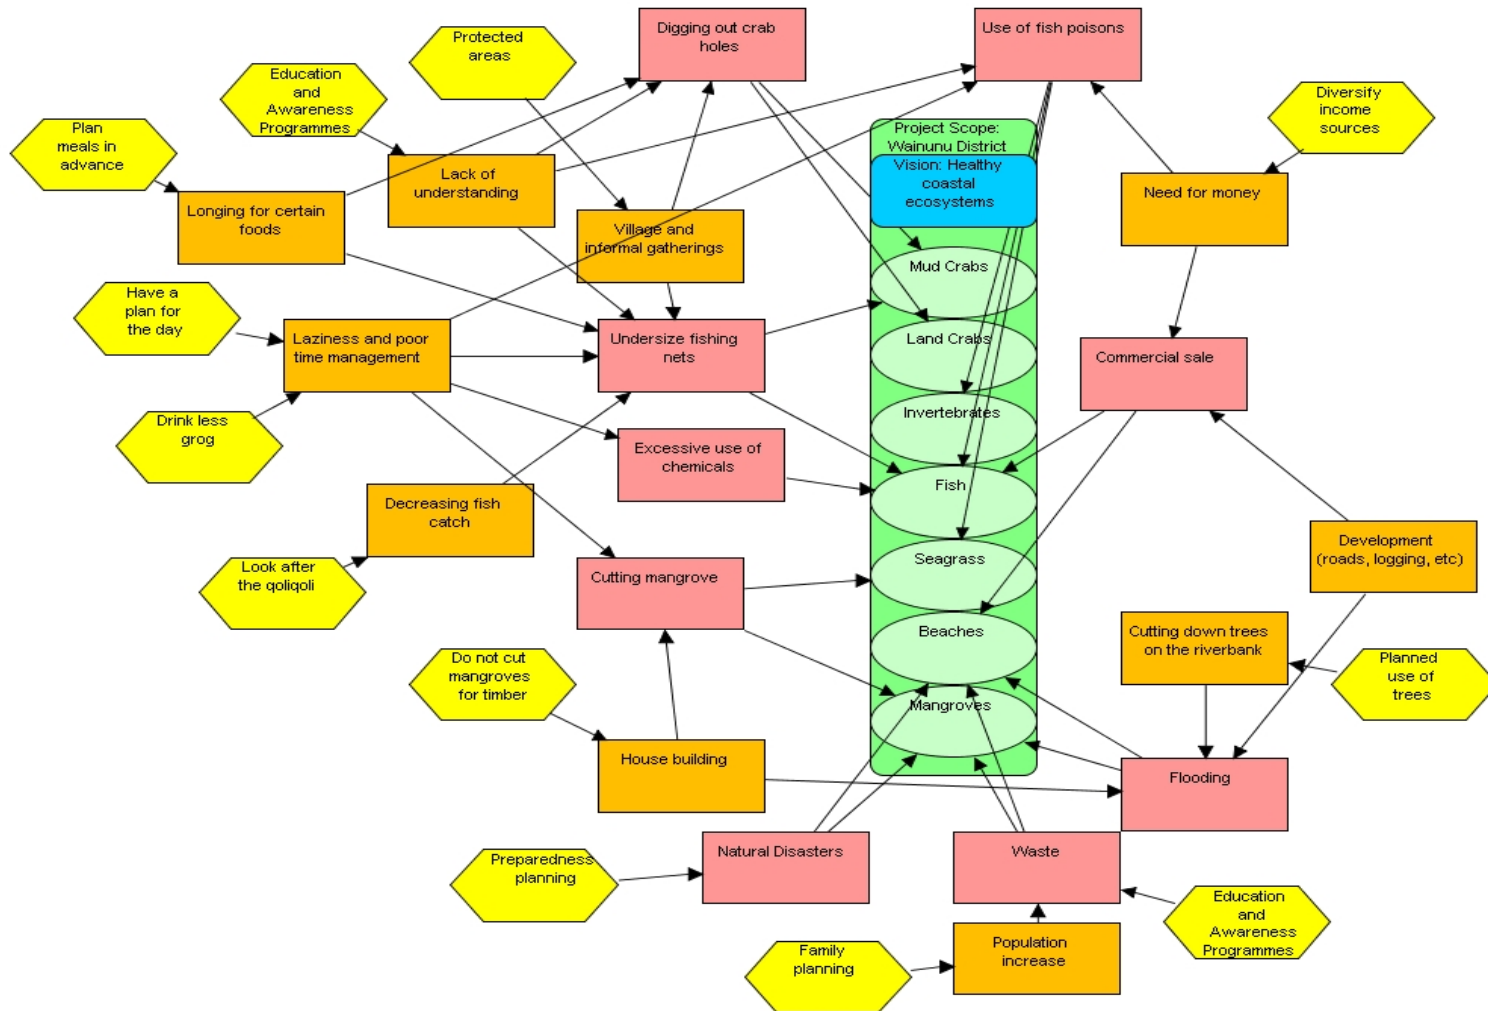 Digging out crab
holes
Use of fish poisons
Protected
areas
Education
and
Awareness
Programmes
Diversify
income
sources
Plan
meals in
advance
Project Scope:
Wainunu District
Vision: Healthy
coastal
ecosystems
Lack of
understanding
Need for money
Longing for certain
foods
Village and
informal gatherings
Mud Crabs
Have a
plan for
the day
Laziness and poor
time management
Undersize fishing
nets
Land Crabs
Commercial sale
Drink less
grog
Invertebrates
Excessive use of
chemicals
Fish
Decreasing fish
catch
Development
(roads, logging, etc)
Look after
the qoliqoli
Cutting mangrove
Seagrass
Beaches
Cutting down trees
on the riverbank
Do not cut
mangroves
for timber
Planned
use of
trees
Mangroves
House building
Flooding
Natural Disasters
Waste
Preparedness
planning
Education
and
Awareness
Programmes
Family
planning
Population
increase